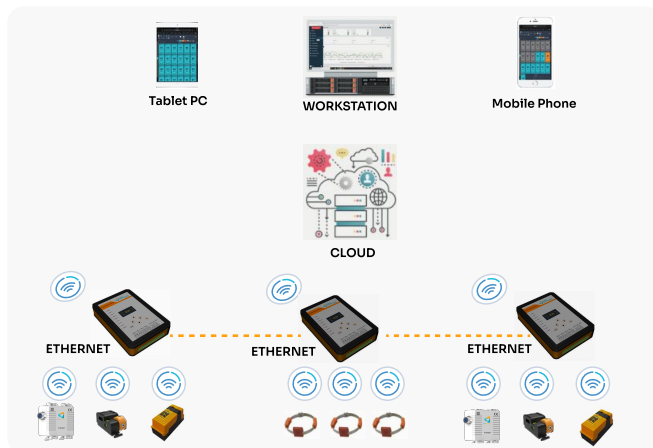 Tablet PC
WORKSTATION
Mobile Phone
CLOUD
ETHERNET
ETHERNET
ETHERNET